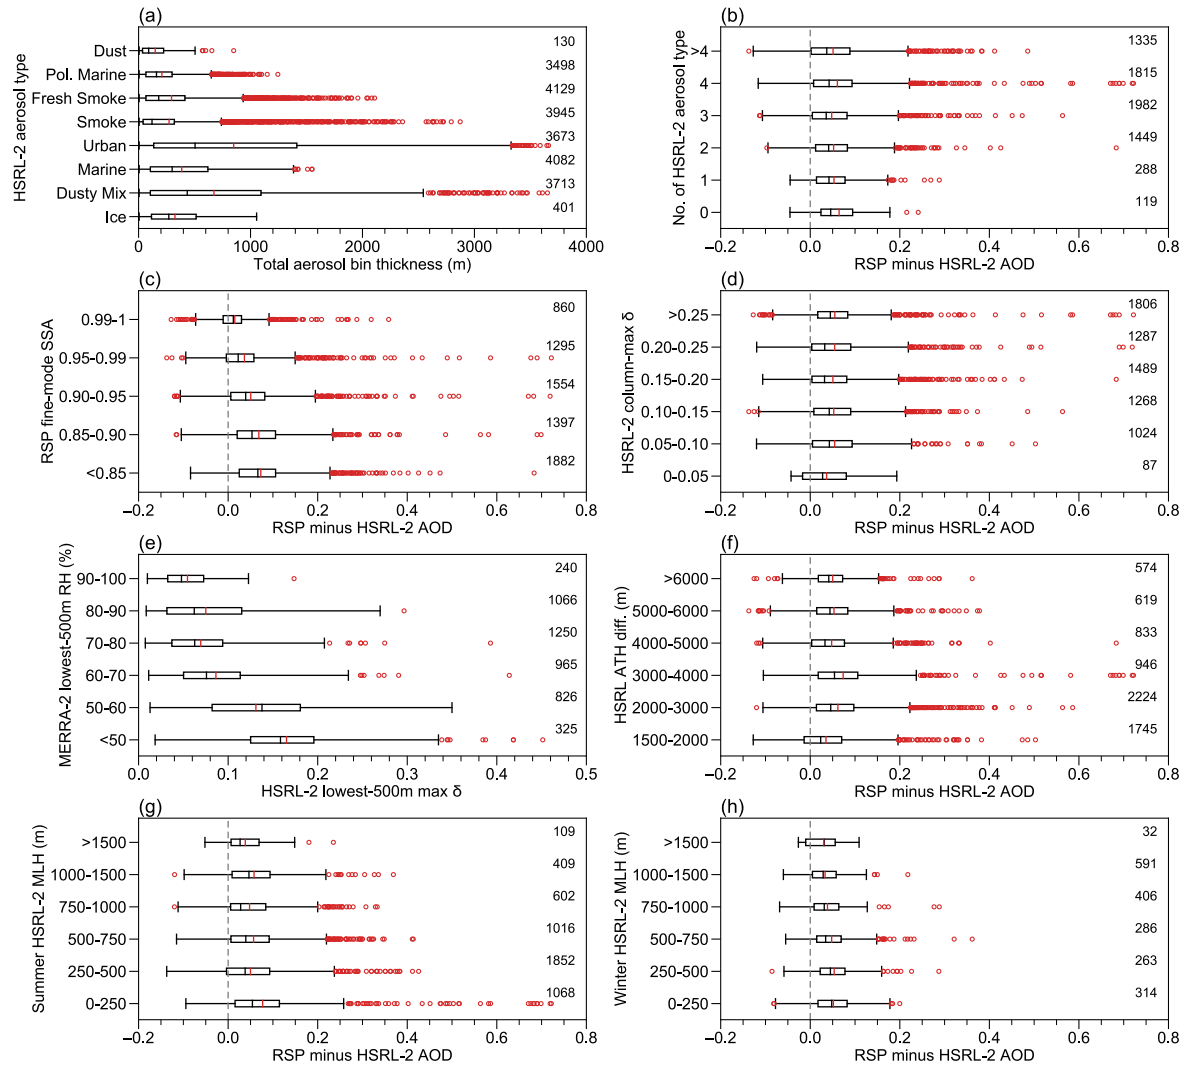 (a)
HSRL-2 aerosol type
Dust
Pol. Marine
Fresh Smoke
Smoke
Urban
Marine
Dusty Mix
Ice
130
3498
4129
3945
3673
4082
3713
401
0 1000 2000 3000 4000
Total aerosol bin thickness (m)
(b)
No. of HSRL-2 aerosol type
>4
4
3
2
1
0
1335
1815
1982
1449
288
119
−0.2 0.0 0.2 0.4 0.6 0.8
RSP minus HSRL-2 AOD
(c)
RSP fine-mode SSA
0.99-1
0.95-0.99
0.90-0.95
0.85-0.90
<0.85
860
1295
1554
1397
1882
−0.2 0.0 0.2 0.4 0.6 0.8
RSP minus HSRL-2 AOD
(d)
HSRL-2 column-max δ
>0.25
0.20-0.25
0.15-0.20
0.10-0.15
0.05-0.10
0-0.05
1806
1287
1489
1268
1024
87
−0.2 0.0 0.2 0.4 0.6 0.8
RSP minus HSRL-2 AOD
(e)
MERRA-2 lowest-500m RH (%)
90-100
80-90
70-80
60-70
50-60
<50
240
1066
1250
965
826
325
0.0 0.1 0.2 0.3 0.4 0.5
HSRL-2 lowest-500m max δ
(f)
HSRL ATH diff. (m)
>6000
5000-6000
4000-5000
3000-4000
2000-3000
1500-2000
574
619
833
946
2224
1745
−0.2 0.0 0.2 0.4 0.6 0.8
RSP minus HSRL-2 AOD
(g)
Summer HSRL-2 MLH (m)
>1500
1000-1500
750-1000
500-750
250-500
0-250
109
409
602
1016
1852
1068
−0.2 0.0 0.2 0.4 0.6 0.8
RSP minus HSRL-2 AOD
(h)
Winter HSRL-2 MLH (m)
>1500
1000-1500
750-1000
500-750
250-500
0-250
32
591
406
286
263
314
−0.2 0.0 0.2 0.4 0.6 0.8
RSP minus HSRL-2 AOD